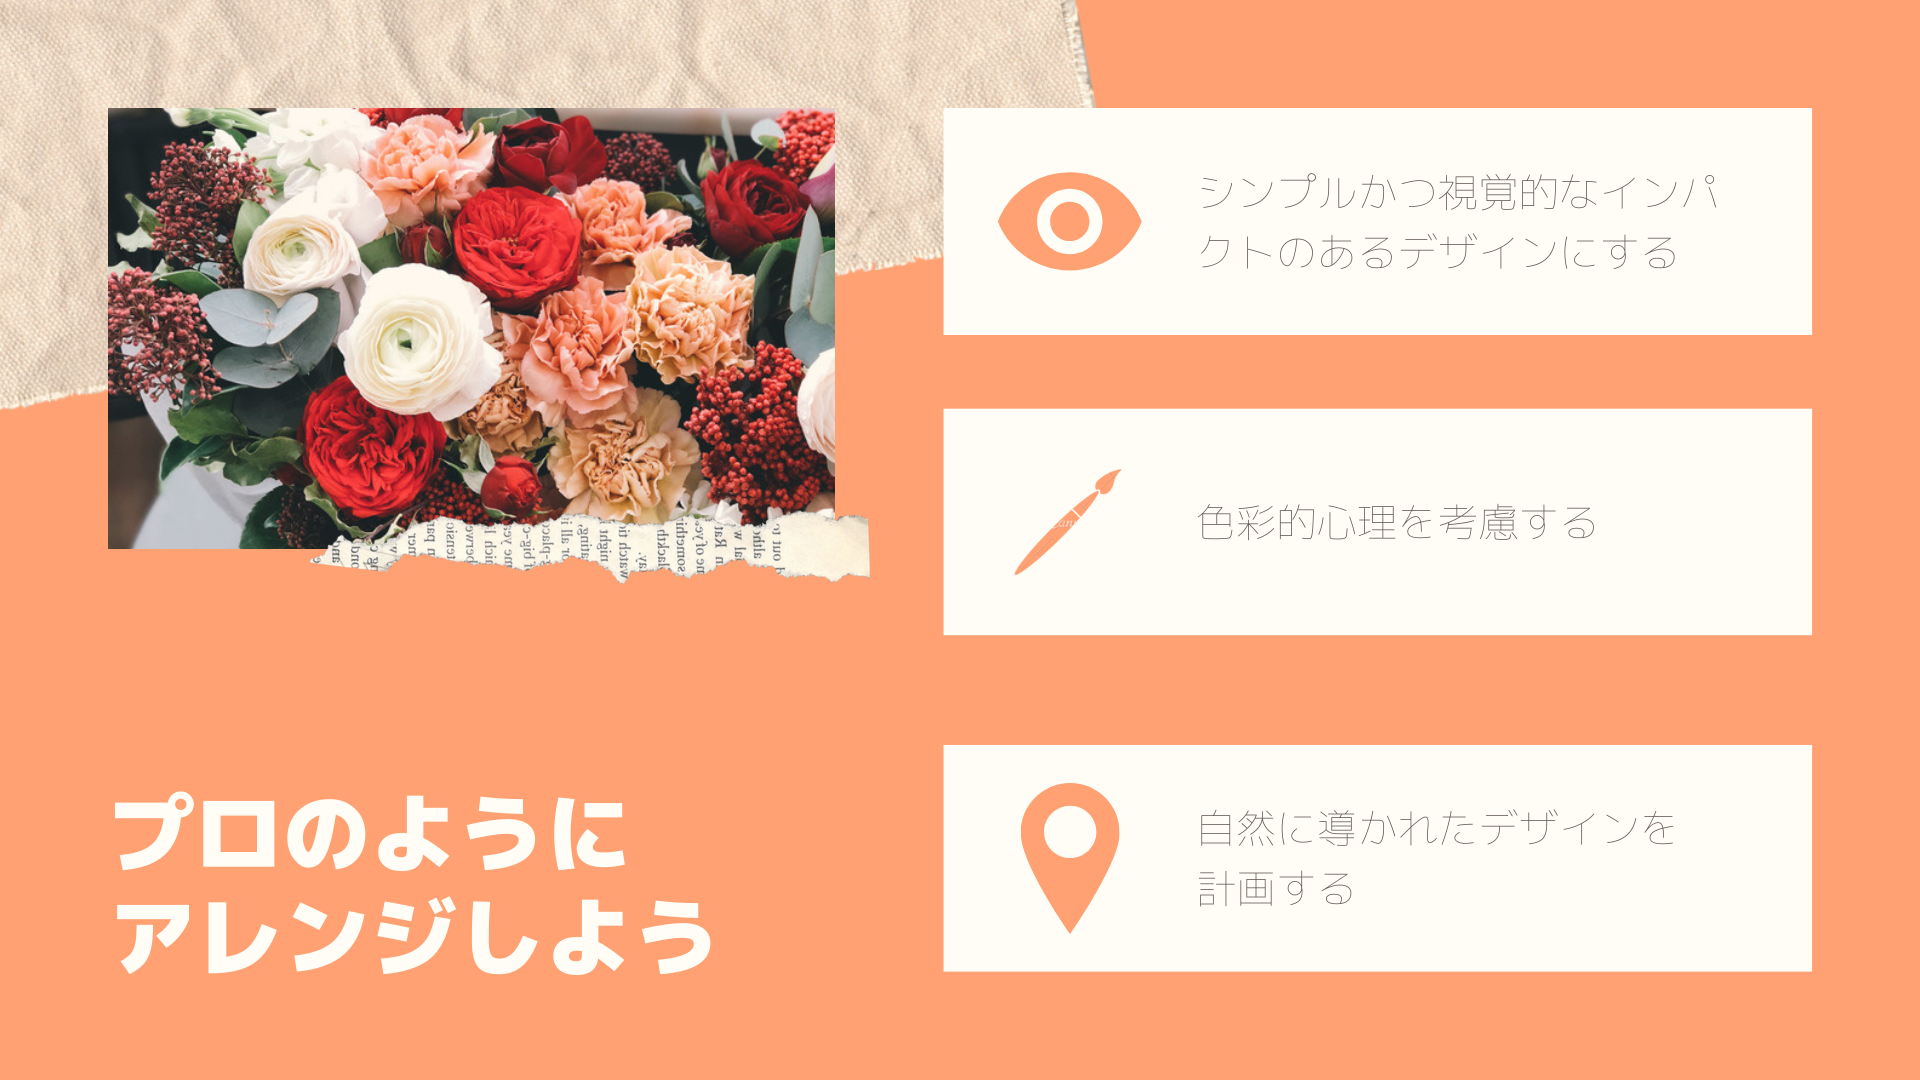 プロのように
アレンジしよう
シンプルかつ視覚的なインパ
クトのあるデザインにする
色彩的心理を考慮する
自然に導かれたデザインを
計画する